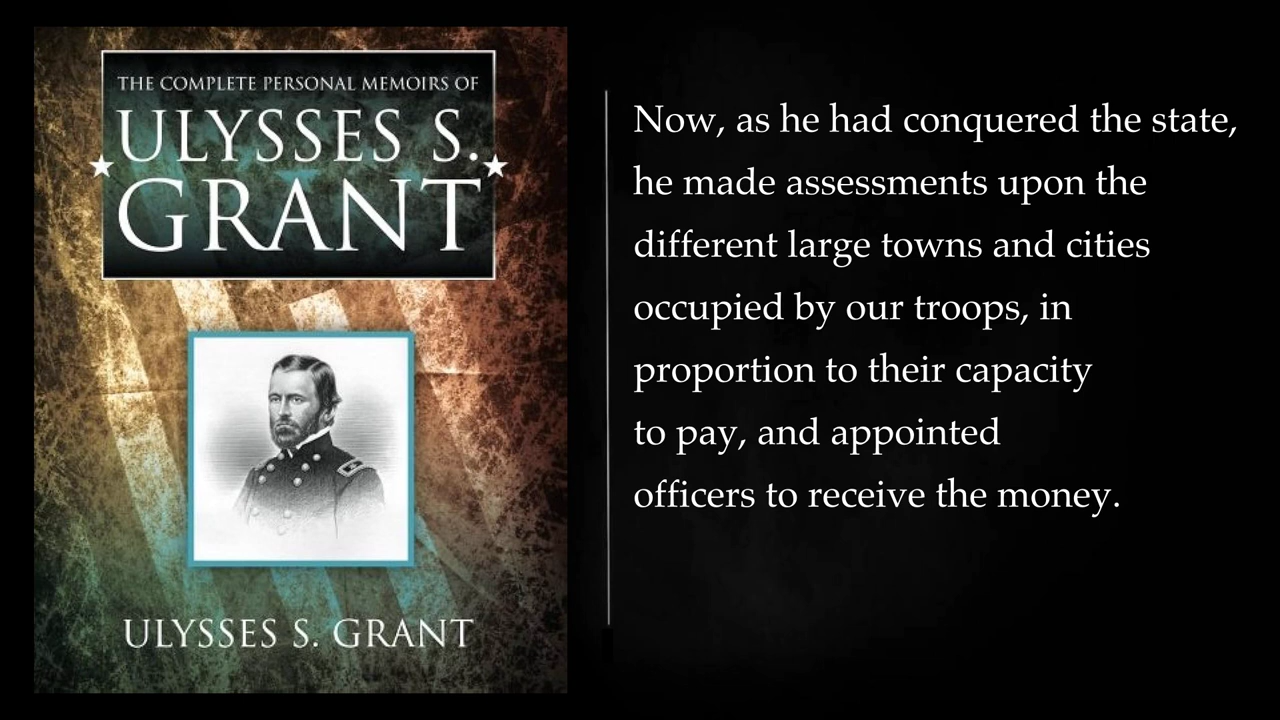 THE COMPLETE PERSONAL MEMOIRS OF
ULYSSES S.
GRANT
ULYSSES S. GRANT
Now, as he had conquered the state,
he made assessments upon the
different large towns and cities
occupied by our troops, in
proportion to their capacity
to pay, and appointed
officers to receive the money.